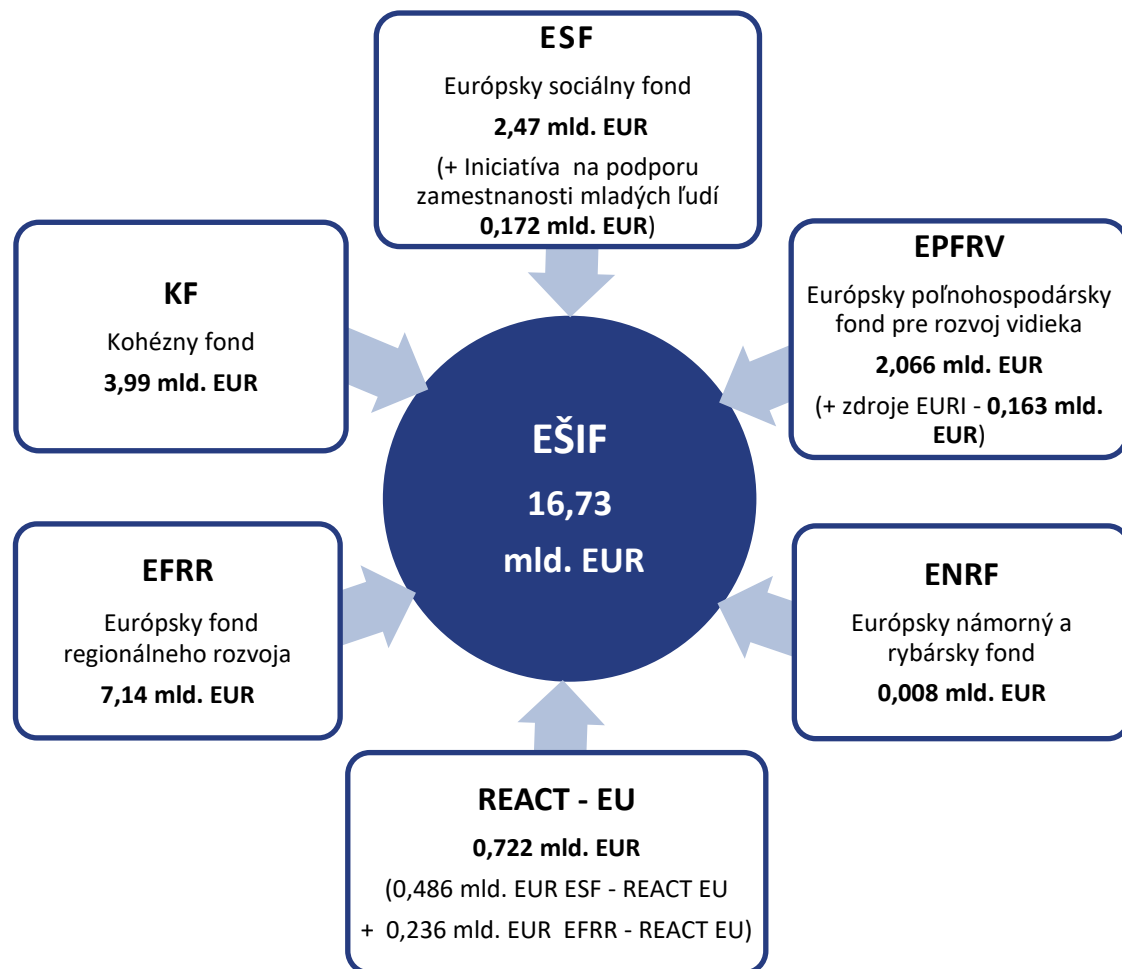 ESF
Európsky sociálny fond
2,47 mld. EUR
(+ Iniciatíva  na podporu
zamestnanosti mladých ľudí
0,172 mld. EUR)
EPFRV
Európsky poľnohospodársky
fond pre rozvoj vidieka
2,066 mld. EUR
(+ zdroje EURI - 0,163 mld.
EUR)
KF
Kohézny fond
3,99 mld. EUR
EŠIF
16,73
mld. EUR
EFRR
Európsky fond
regionálneho rozvoja
7,14 mld. EUR
ENRF
Európsky námorný a
rybársky fond
0,008 mld. EUR
REACT - EU
0,722 mld. EUR
(0,486 mld. EUR ESF - REACT EU
+  0,236 mld. EUR  EFRR - REACT EU)